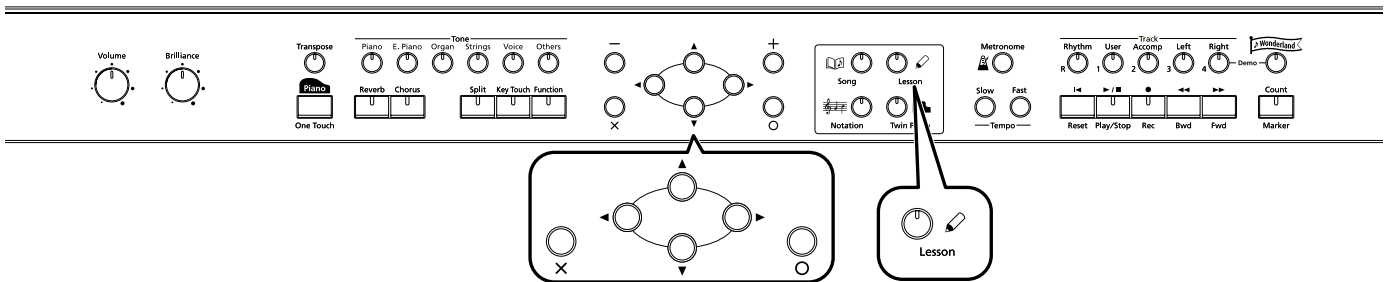 Volume
Brilliance
Transpose
Piano
One Touch
Tone
Piano E. Piano Organ Strings Voice Others
Reverb Chorus Split Key Touch Function
− +
× ○
Song
Lesson
Notation
Metronome
Slow Fast
Tempo
Track
Rhythm User Accomp Left Right
R 1 2 3 4
Demo
Wonderland
Reset Play/Stop Rec Bwd Fwd
Count
Marker
× ○
Lesson